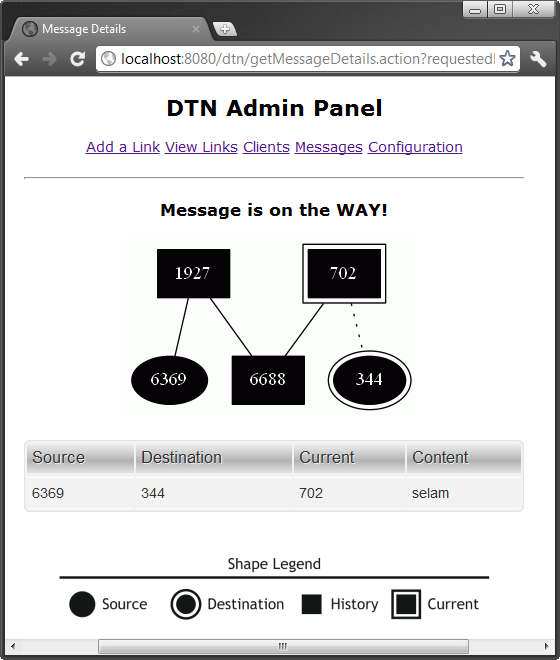 Message Details
localhost:8080/dtn/getMessageDetails.action?requestedI
DTN Admin Panel
Add a Link View Links Clients Messages Configuration
Message is on the WAY!
1927 702
6369 6688 344
Source Destination Current Content
6369 344 702 selam
Shape Legend
Source Destination History Current